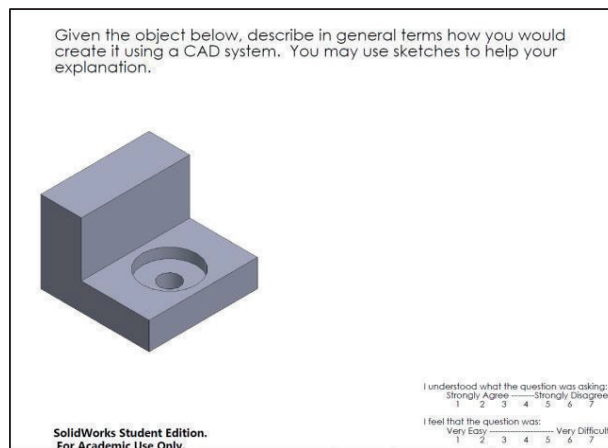 Given the object below, describe in general terms how you would
create it using a CAD system.  You may use sketches to help your
explanation.
I understood what the question was asking:
Strongly Agree --------Strongly Disagree
1 2 3 4 5 6 7
I feel that the question was:
Very Easy -------------------- Very Difficult
1 2 3 4 5 6 7
SolidWorks Student Edition.
For Academic Use Only.